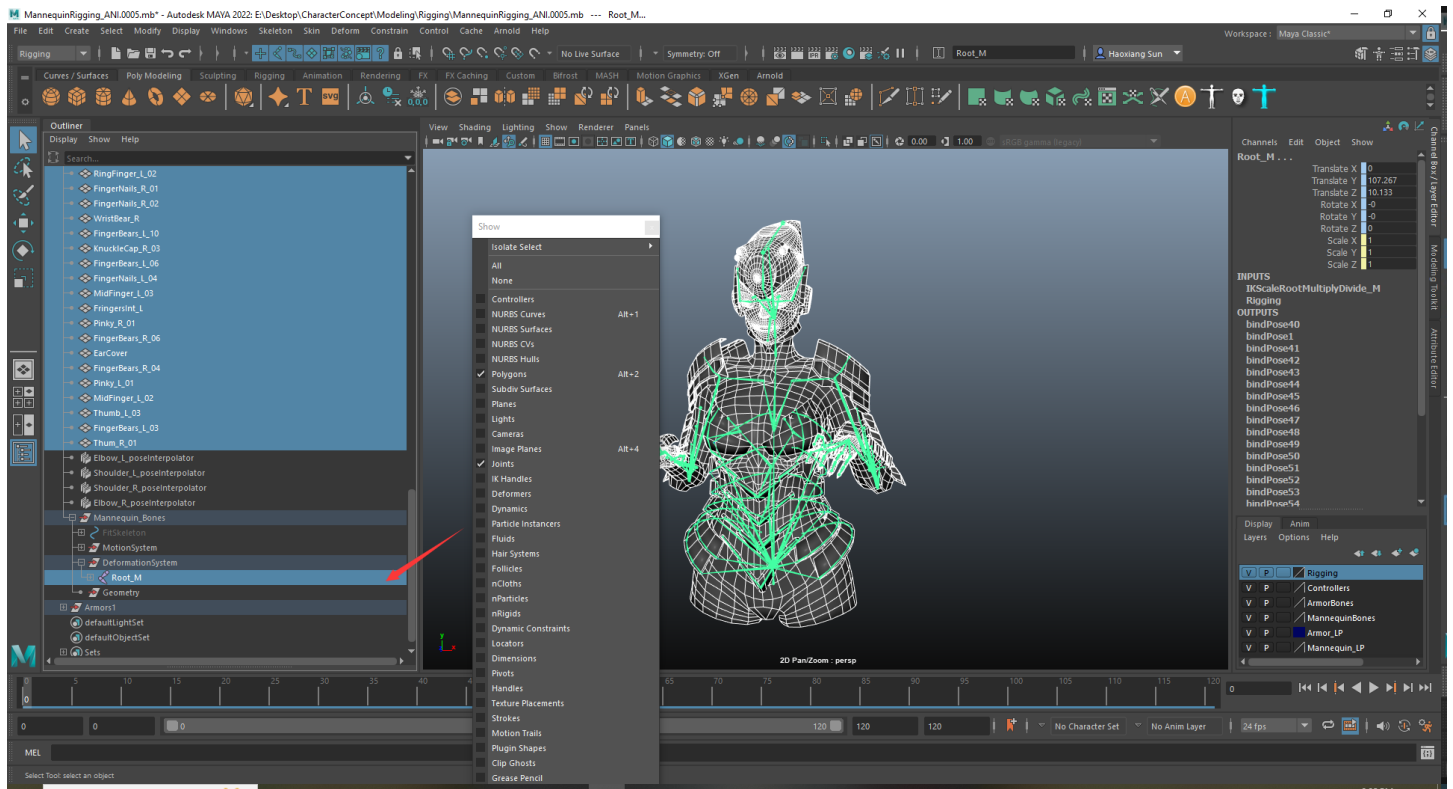 MannequinRigging_ANI.0005.mb* - Autodesk MAYA 2022: E:\Desktop\CharacterConcept\Modeling\Rigging\MannequinRigging_ANI.0005.mb --- Root_M...
File Edit Create Select Modify Display Windows Skeleton Skin Deform Constrain Control Cache Arnold Help
Workspace : Maya Classic*
Rigging
No Live Surface
Symmetry: Off
Root_M
Haoxiang Sun
Curves / Surfaces Poly Modeling Sculpting Rigging Animation Rendering FX FX Caching Custom Bifrost MASH Motion Graphics XGen Arnold
Outliner
Display Show Help
Search...
RingFinger_L_02
FingerNails_R_01
FingerNails_R_02
WristBear_R
FingerBears_L_10
KnuckleCap_R_03
FingerBears_L_06
FingerNails_L_04
MidFinger_L_03
FringersInt_L
Pinky_R_01
FingerBears_R_06
EarCover
FingerBears_R_04
Pinky_L_01
MidFinger_L_02
Thumb_L_03
FingerBears_L_03
Thum_R_01
Elbow_L_poseInterpolator
Shoulder_L_poseInterpolator
Shoulder_R_poseInterpolator
Elbow_R_poseInterpolator
Mannequin_Bones
FitSkeleton
MotionSystem
DeformationSystem
Root_M
Geometry
Armors1
defaultLightSet
defaultObjectSet
Sets
View Shading Lighting Show Renderer Panels
0.00 1.00 sRGB gamma (legacy)
Show
Isolate Select
All
None
Controllers
NURBS Curves Alt+1
NURBS Surfaces
NURBS CVs
NURBS Hulls
Polygons Alt+2
Subdiv Surfaces
Planes
Lights
Cameras
Image Planes Alt+4
Joints
IK Handles
Deformers
Dynamics
Particle Instancers
Fluids
Hair Systems
Follicles
nCloths
nParticles
nRigids
Dynamic Constraints
Locators
Dimensions
Pivots
Handles
Texture Placements
Strokes
Motion Trails
Plugin Shapes
Clip Ghosts
Grease Pencil
2D Pan/Zoom : persp
y
x
Channels Edit Object Show
Root_M . . .
Translate X 0
Translate Y 107.267
Translate Z 10.133
Rotate X -0
Rotate Y -0
Rotate Z 0
Scale X 1
Scale Y 1
Scale Z 1
INPUTS
IKScaleRootMultiplyDivide_M
Rigging
OUTPUTS
bindPose40
bindPose1
bindPose41
bindPose42
bindPose43
bindPose44
bindPose45
bindPose46
bindPose47
bindPose48
bindPose49
bindPose50
bindPose51
bindPose52
bindPose53
bindPose54
Channel Box / Layer Editor
Modeling Toolkit
Attribute Editor
Display Anim
Layers Options Help
V P Rigging
V P Controllers
V P ArmorBones
V P MannequinBones
V P Armor_LP
V P Mannequin_LP
0 5 10 15 20 25 30 35 40 65 70 75 80 85 90 95 100 105 110 115 120
0
0
0 0 0 120 120 120
No Character Set
No Anim Layer
24 fps
MEL
Select Tool: select an object